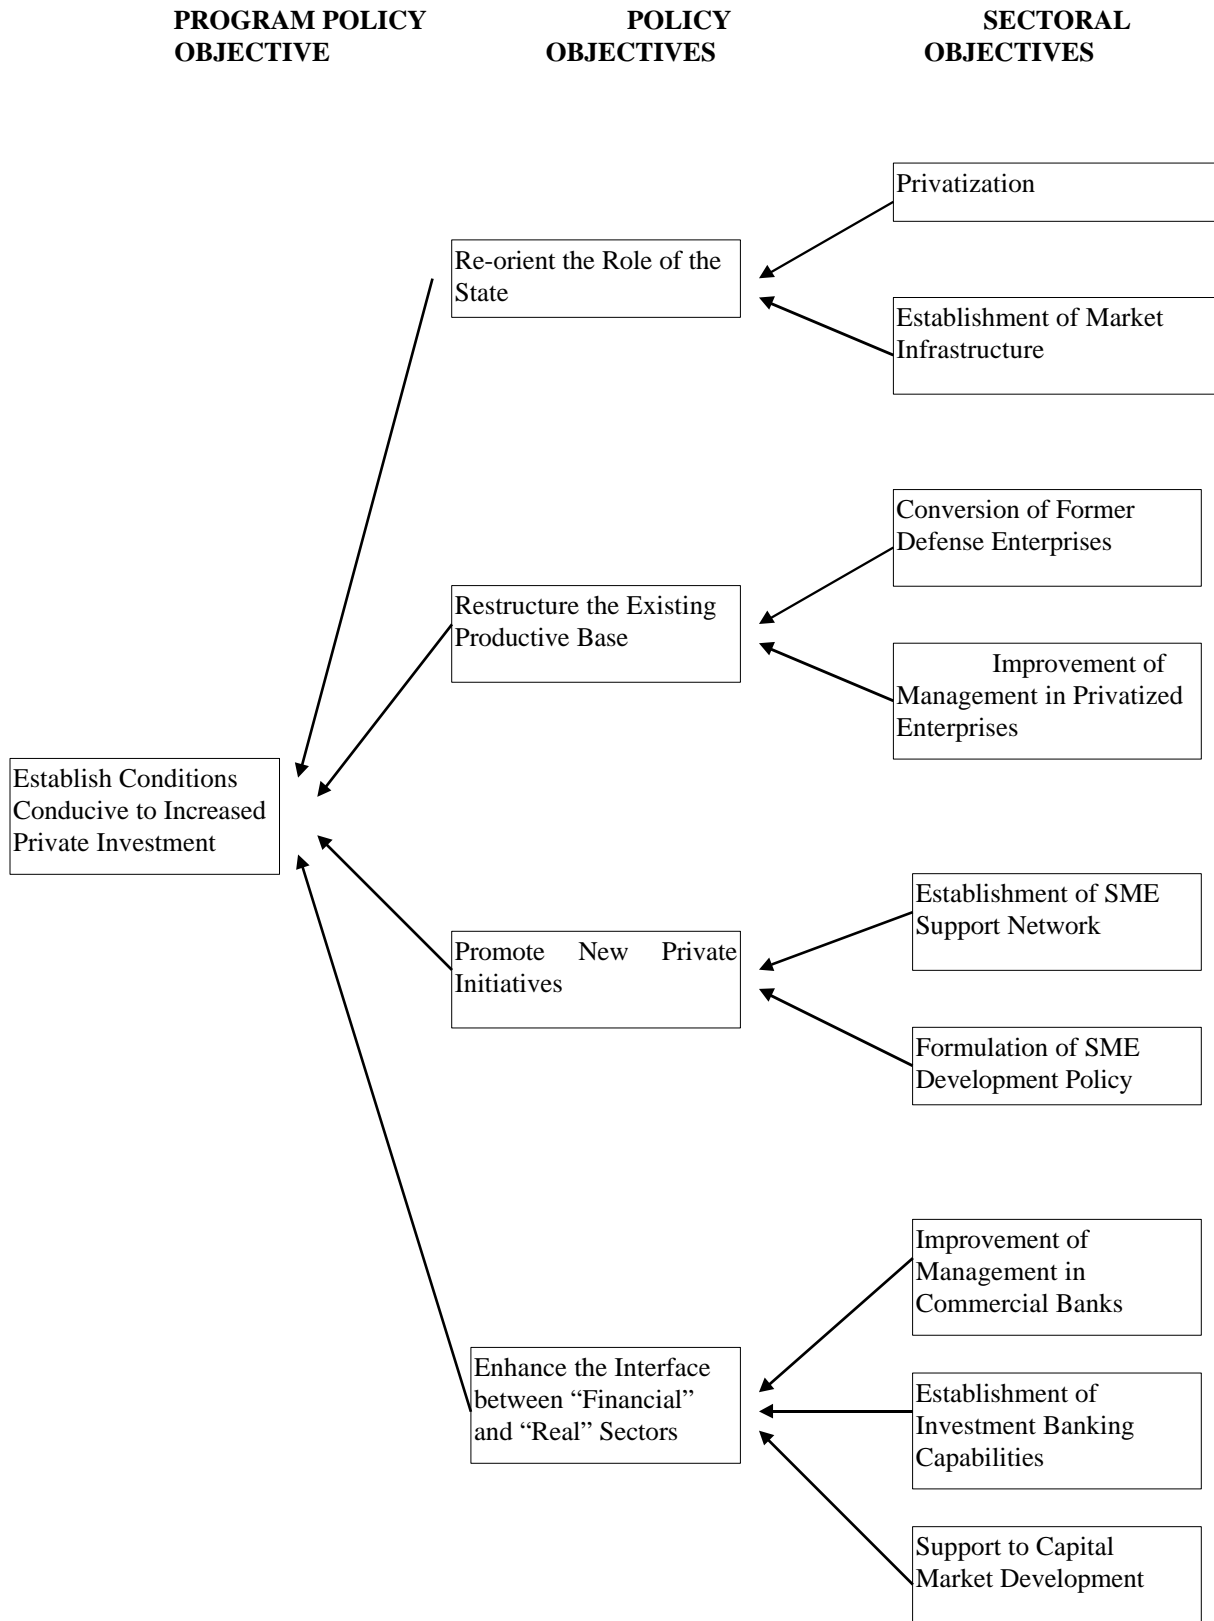 PROGRAM POLICY
OBJECTIVE
POLICY
OBJECTIVES
SECTORAL
OBJECTIVES
Privatization
Re-orient the Role of the
State
Establishment of Market
Infrastructure
Conversion of Former
Defense Enterprises
Restructure the Existing
Productive Base
Improvement of
Management in Privatized
Enterprises
Establish Conditions
Conducive to Increased
Private Investment
Establishment of SME
Support Network
Promote New Private
Initiatives
Formulation of SME
Development Policy
Improvement of
Management in
Commercial Banks
Enhance the Interface
between “Financial”
and “Real” Sectors
Establishment of
Investment Banking
Capabilities
Support to Capital
Market Development